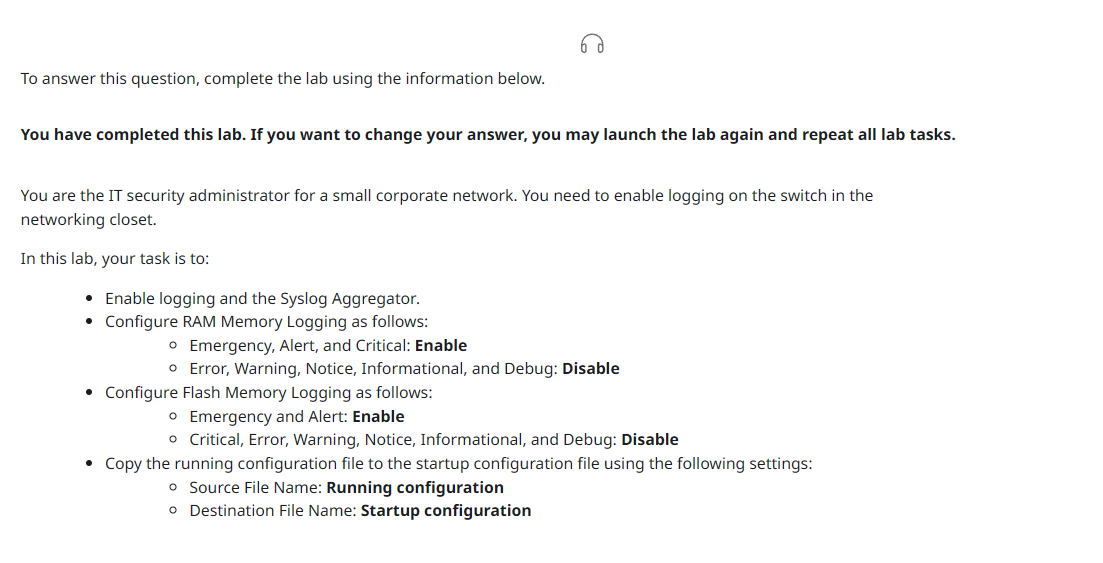 To answer this question, complete the lab using the information below.
You have completed this lab. If you want to change your answer, you may launch the lab again and repeat all lab tasks.
You are the IT security administrator for a small corporate network. You need to enable logging on the switch in the
networking closet.
In this lab, your task is to:
• Enable logging and the Syslog Aggregator.
• Configure RAM Memory Logging as follows:
○ Emergency, Alert, and Critical: Enable
○ Error, Warning, Notice, Informational, and Debug: Disable
• Configure Flash Memory Logging as follows:
○ Emergency and Alert: Enable
○ Critical, Error, Warning, Notice, Informational, and Debug: Disable
• Copy the running configuration file to the startup configuration file using the following settings:
○ Source File Name: Running configuration
○ Destination File Name: Startup configuration